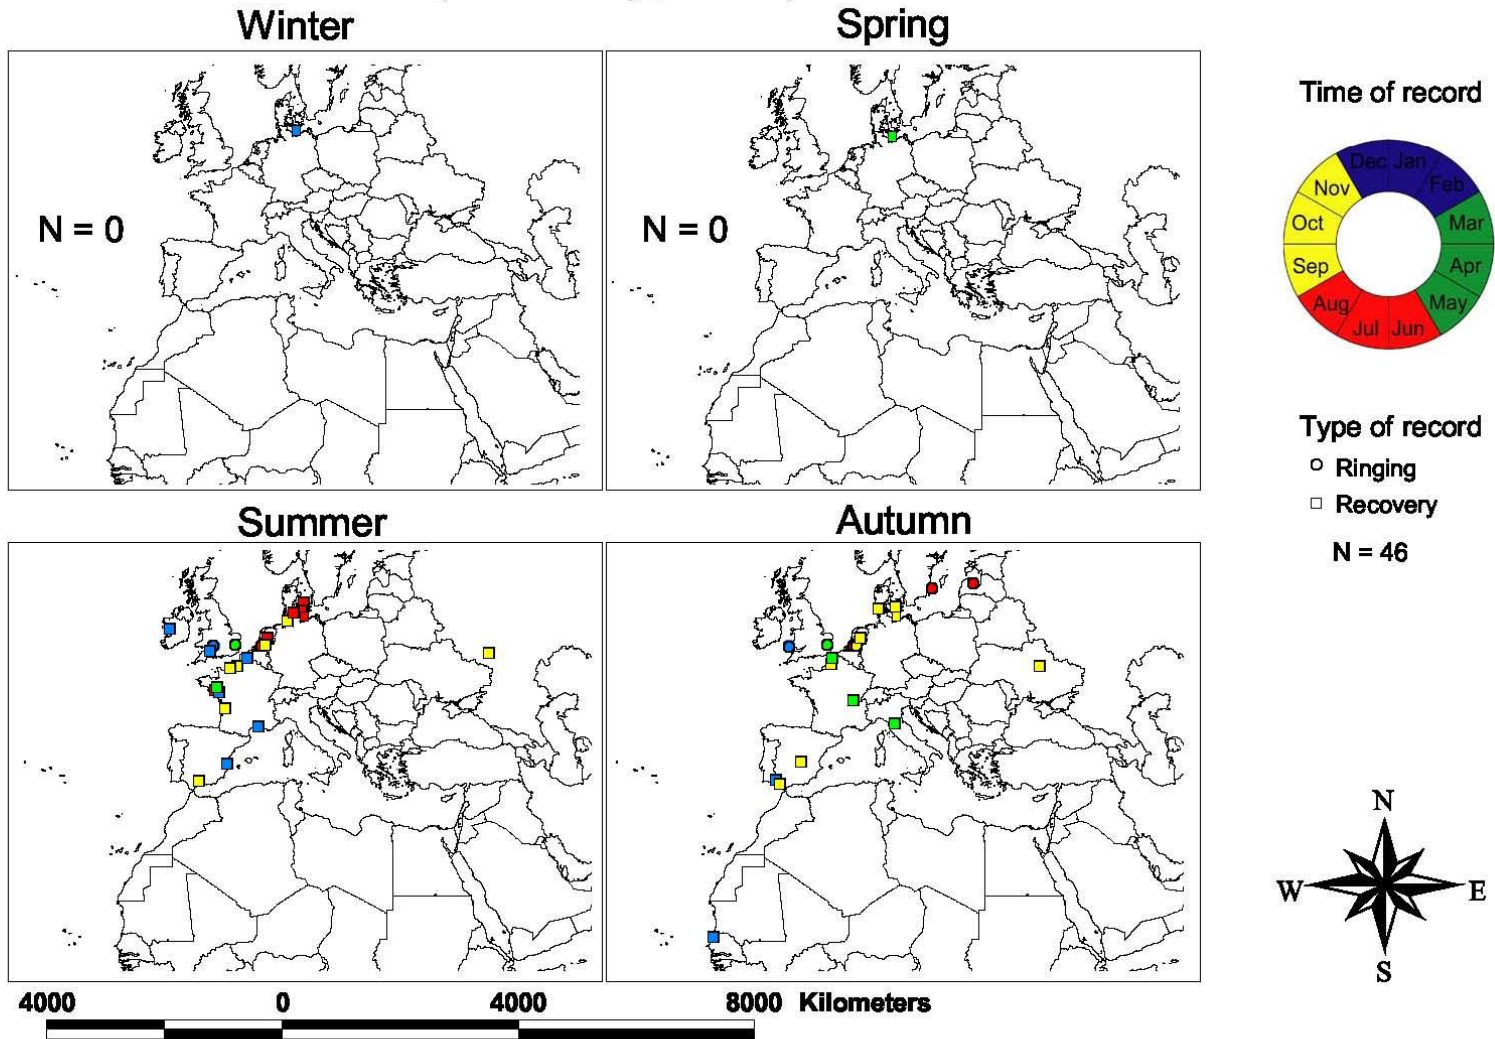 Winter
Spring
N = 0
N = 0
Time of record
Dec
Jan
Feb
Mar
Apr
May
Jun
Jul
Aug
Sep
Oct
Nov
Type of record
Ringing
Recovery
N = 46
Summer
Autumn
N
W
E
S
4000 0 4000 8000 Kilometers